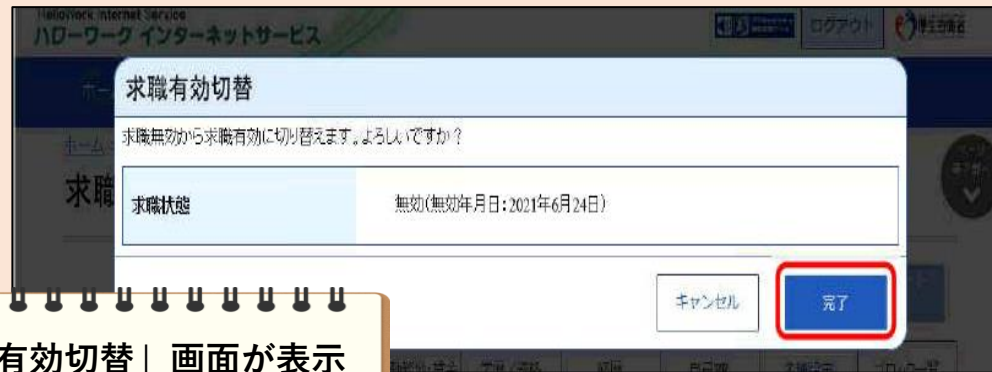 HelloWork Internet Service
ハローワーク インターネットサービス
ログアウト
厚生労働省
求職有効切替
求職無効から求職有効に切り替えます。よろしいですか？
求職
求職状態
無効(無効年月日:2021年6月24日)
キャンセル
完了
有効切替｜ 画面が表示